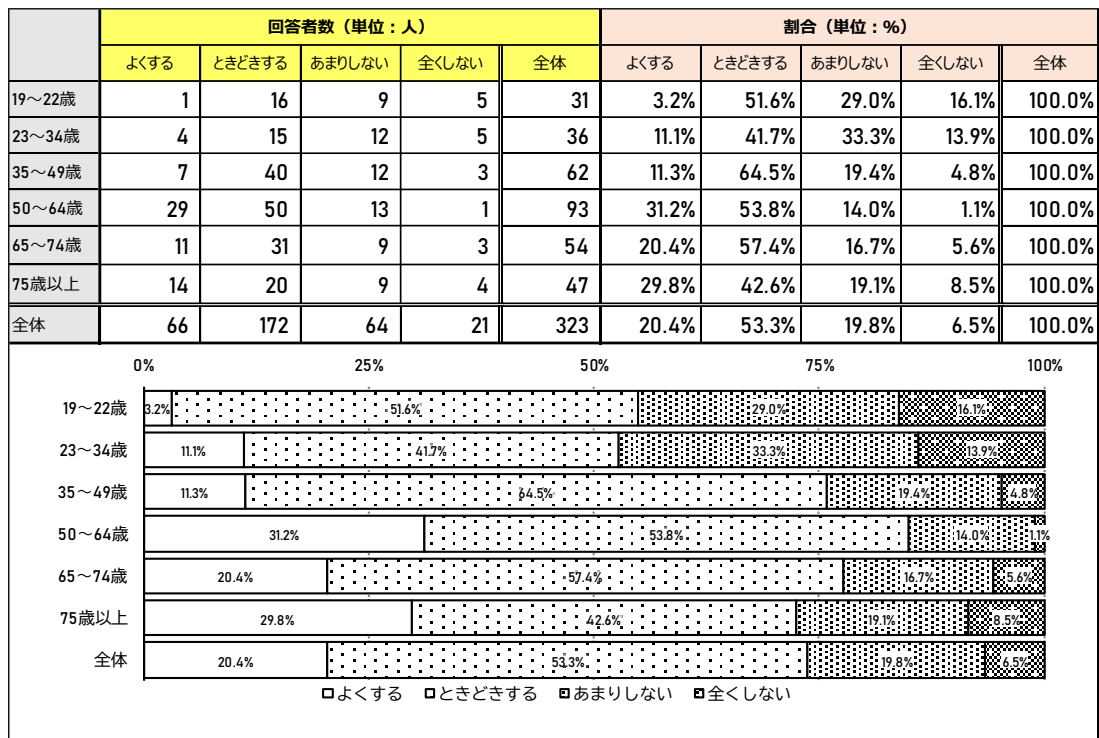 回答者数（単位：人） 割合（単位：%）
よくする ときどきする あまりしない 全くしない 全体 よくする ときどきする あまりしない 全くしない 全体
19～22歳 1 16 9 5 31 3.2% 51.6% 29.0% 16.1% 100.0%
23～34歳 4 15 12 5 36 11.1% 41.7% 33.3% 13.9% 100.0%
35～49歳 7 40 12 3 62 11.3% 64.5% 19.4% 4.8% 100.0%
50～64歳 29 50 13 1 93 31.2% 53.8% 14.0% 1.1% 100.0%
65～74歳 11 31 9 3 54 20.4% 57.4% 16.7% 5.6% 100.0%
75歳以上 14 20 9 4 47 29.8% 42.6% 19.1% 8.5% 100.0%
全体 66 172 64 21 323 20.4% 53.3% 19.8% 6.5% 100.0%
0% 25% 50% 75% 100%
19～22歳 3.2% 51.6% 29.0% 16.1%
23～34歳 11.1% 41.7% 33.3% 13.9%
35～49歳 11.3% 64.5% 19.4% 4.8%
50～64歳 31.2% 53.8% 14.0% 1.1%
65～74歳 20.4% 57.4% 16.7% 5.6%
75歳以上 29.8% 42.6% 19.1% 8.5%
全体 20.4% 53.3% 19.8% 6.5%
よくする ときどきする あまりしない 全くしない